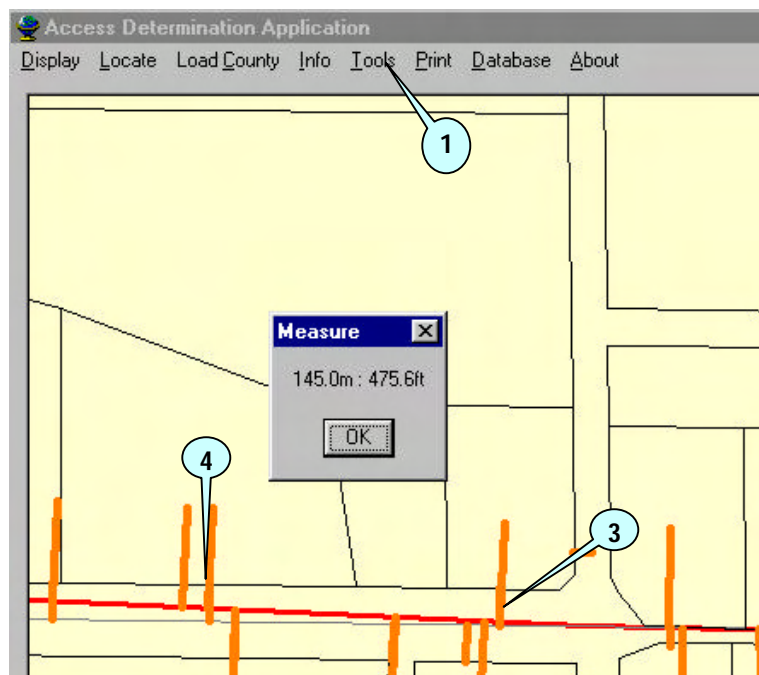 Access Determination Application
Display Locate Load County Info Tools Print Database About
1
Measure
145.0m : 475.6ft
OK
4
3